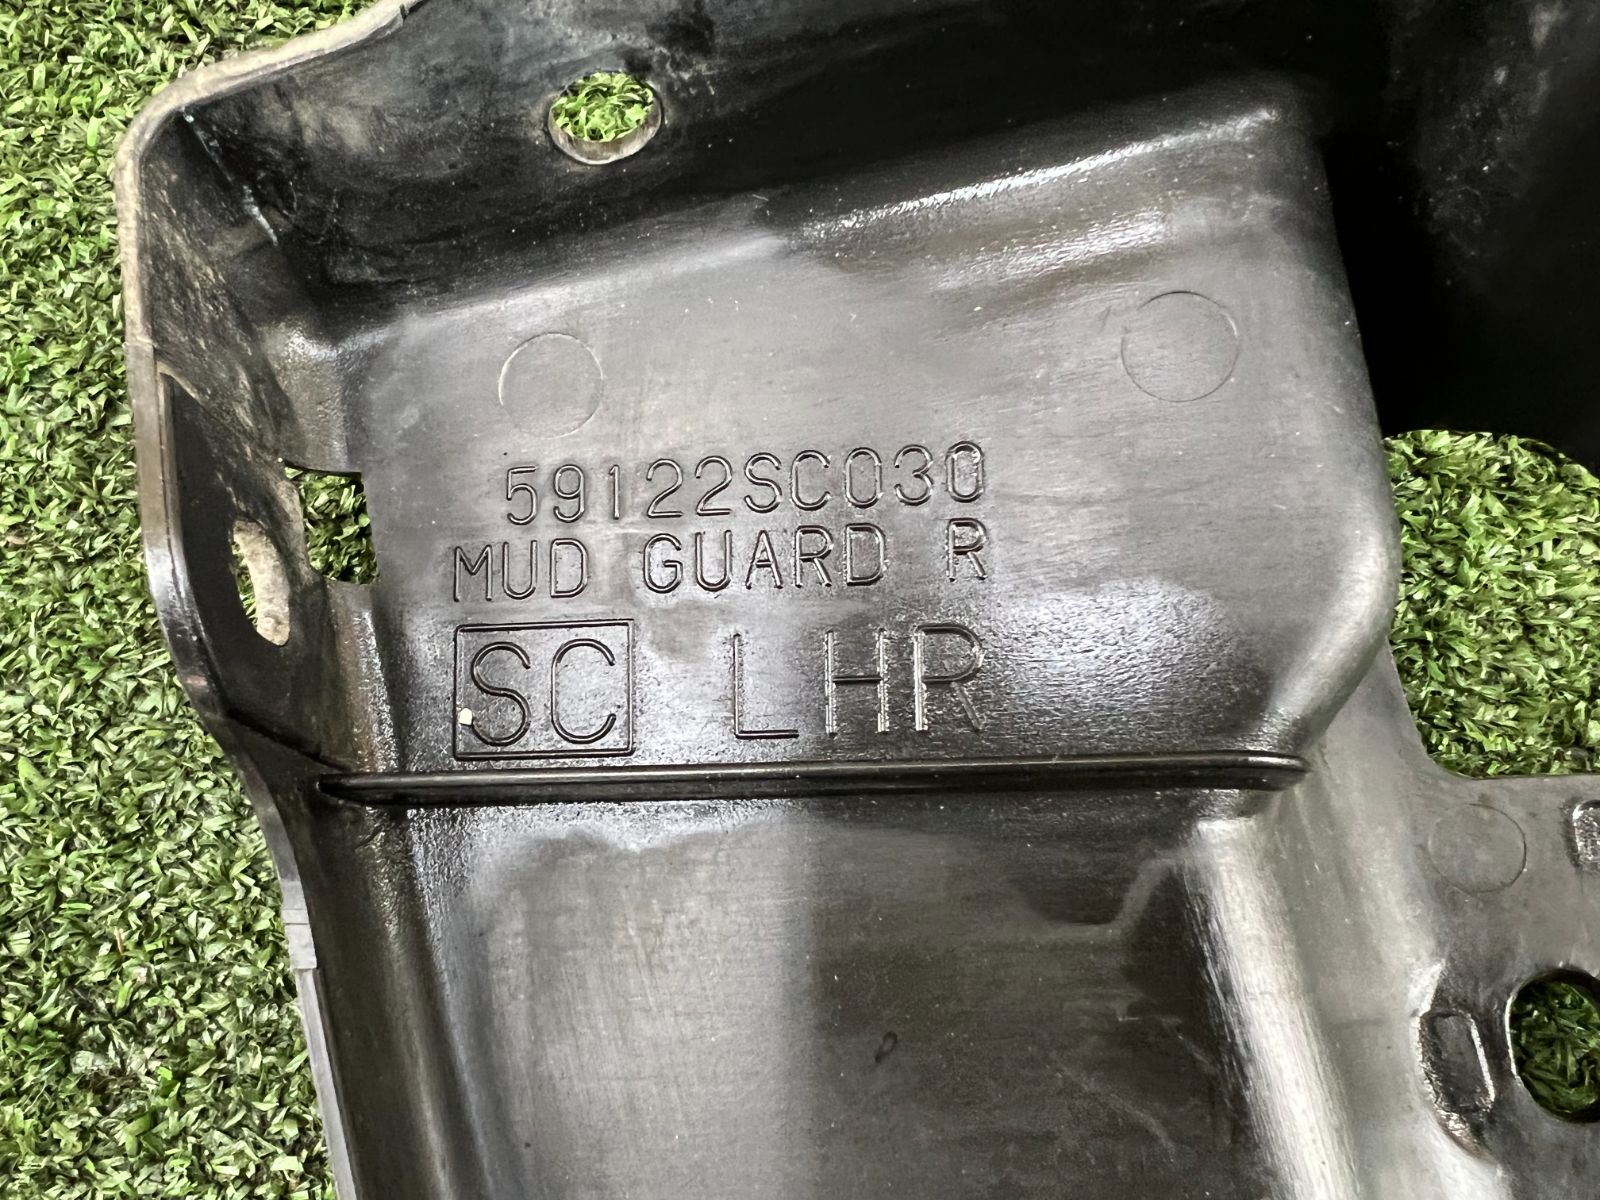 59122SC030
MUD GUARD R
SC LHR